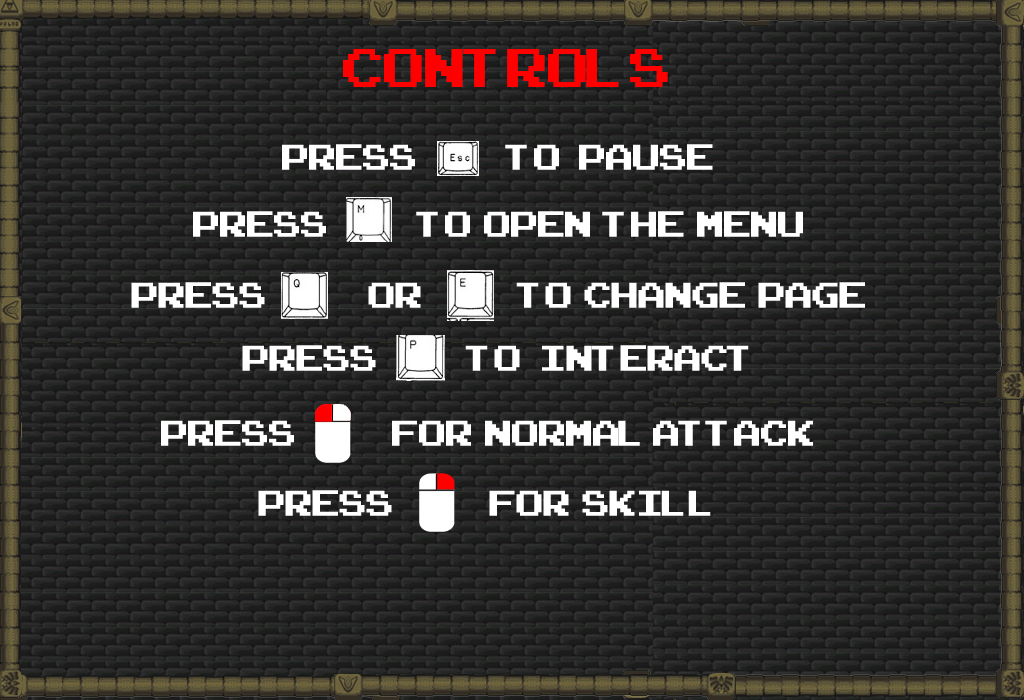 CONTROLS
PRESS Esc TO PAUSE
PRESS M TO OPEN THE MENU
PRESS Q OR E TO CHANGE PAGE
PRESS P TO INTERACT
PRESS FOR NORMAL ATTACK
PRESS FOR SKILL